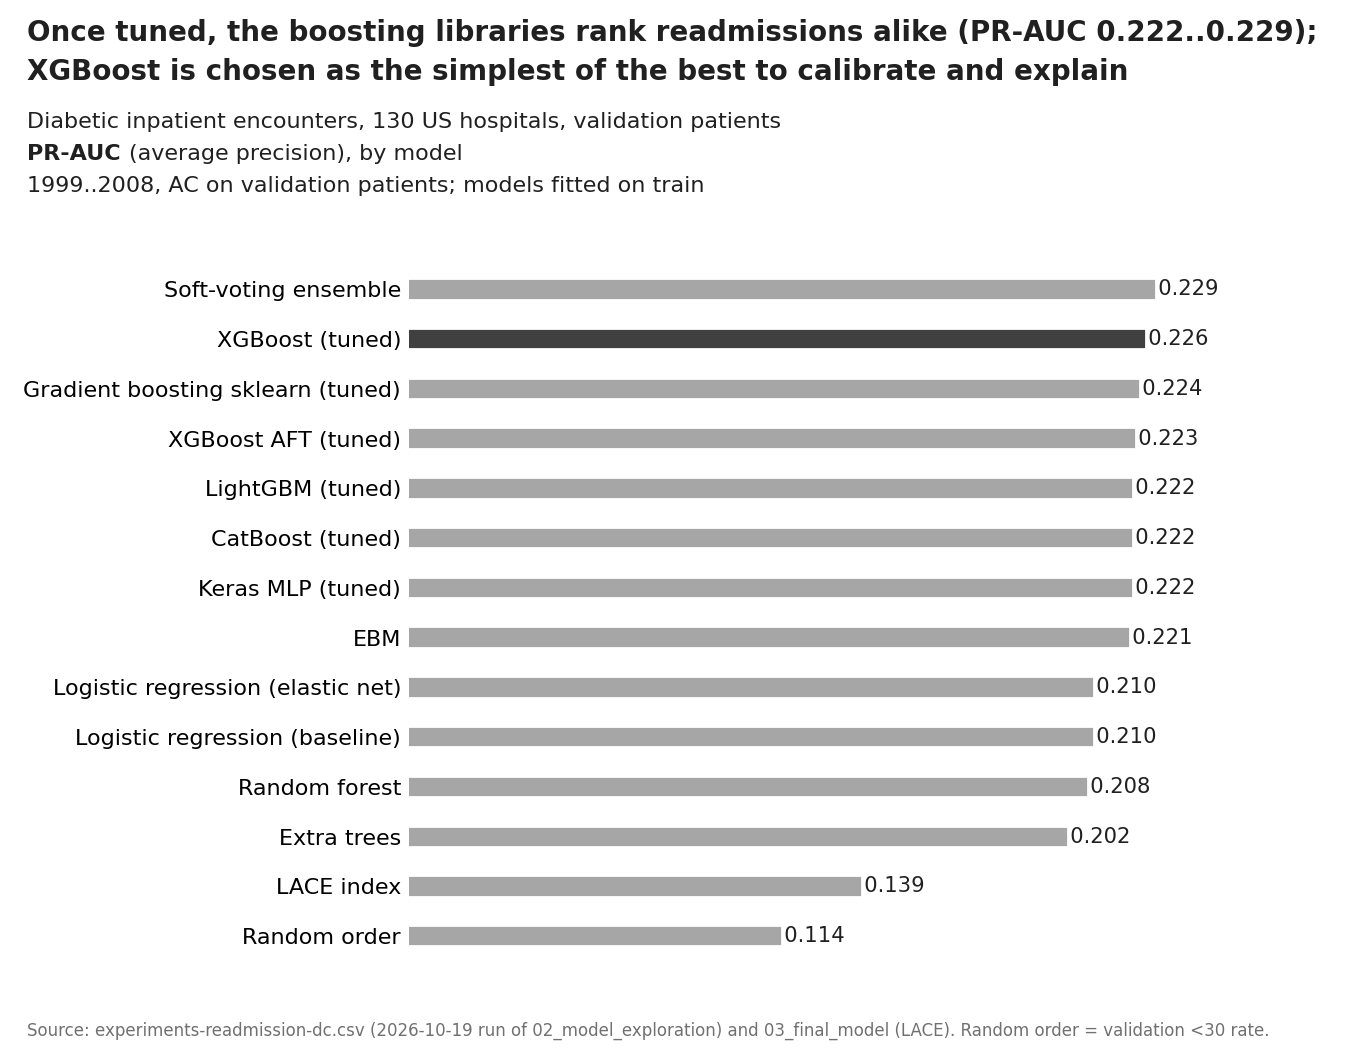 Once tuned, the boosting libraries rank readmissions alike (PR-AUC 0.222..0.229);
XGBoost is chosen as the simplest of the best to calibrate and explain
Diabetic inpatient encounters, 130 US hospitals, validation patients
PR-AUC (average precision), by model
1999..2008, AC on validation patients; models fitted on train
Soft-voting ensemble 0.229
XGBoost (tuned) 0.226
Gradient boosting sklearn (tuned) 0.224
XGBoost AFT (tuned) 0.223
LightGBM (tuned) 0.222
CatBoost (tuned) 0.222
Keras MLP (tuned) 0.222
EBM 0.221
Logistic regression (elastic net) 0.210
Logistic regression (baseline) 0.210
Random forest 0.208
Extra trees 0.202
LACE index 0.139
Random order 0.114
Source: experiments-readmission-dc.csv (2026-10-19 run of 02_model_exploration) and 03_final_model (LACE). Random order = validation <30 rate.